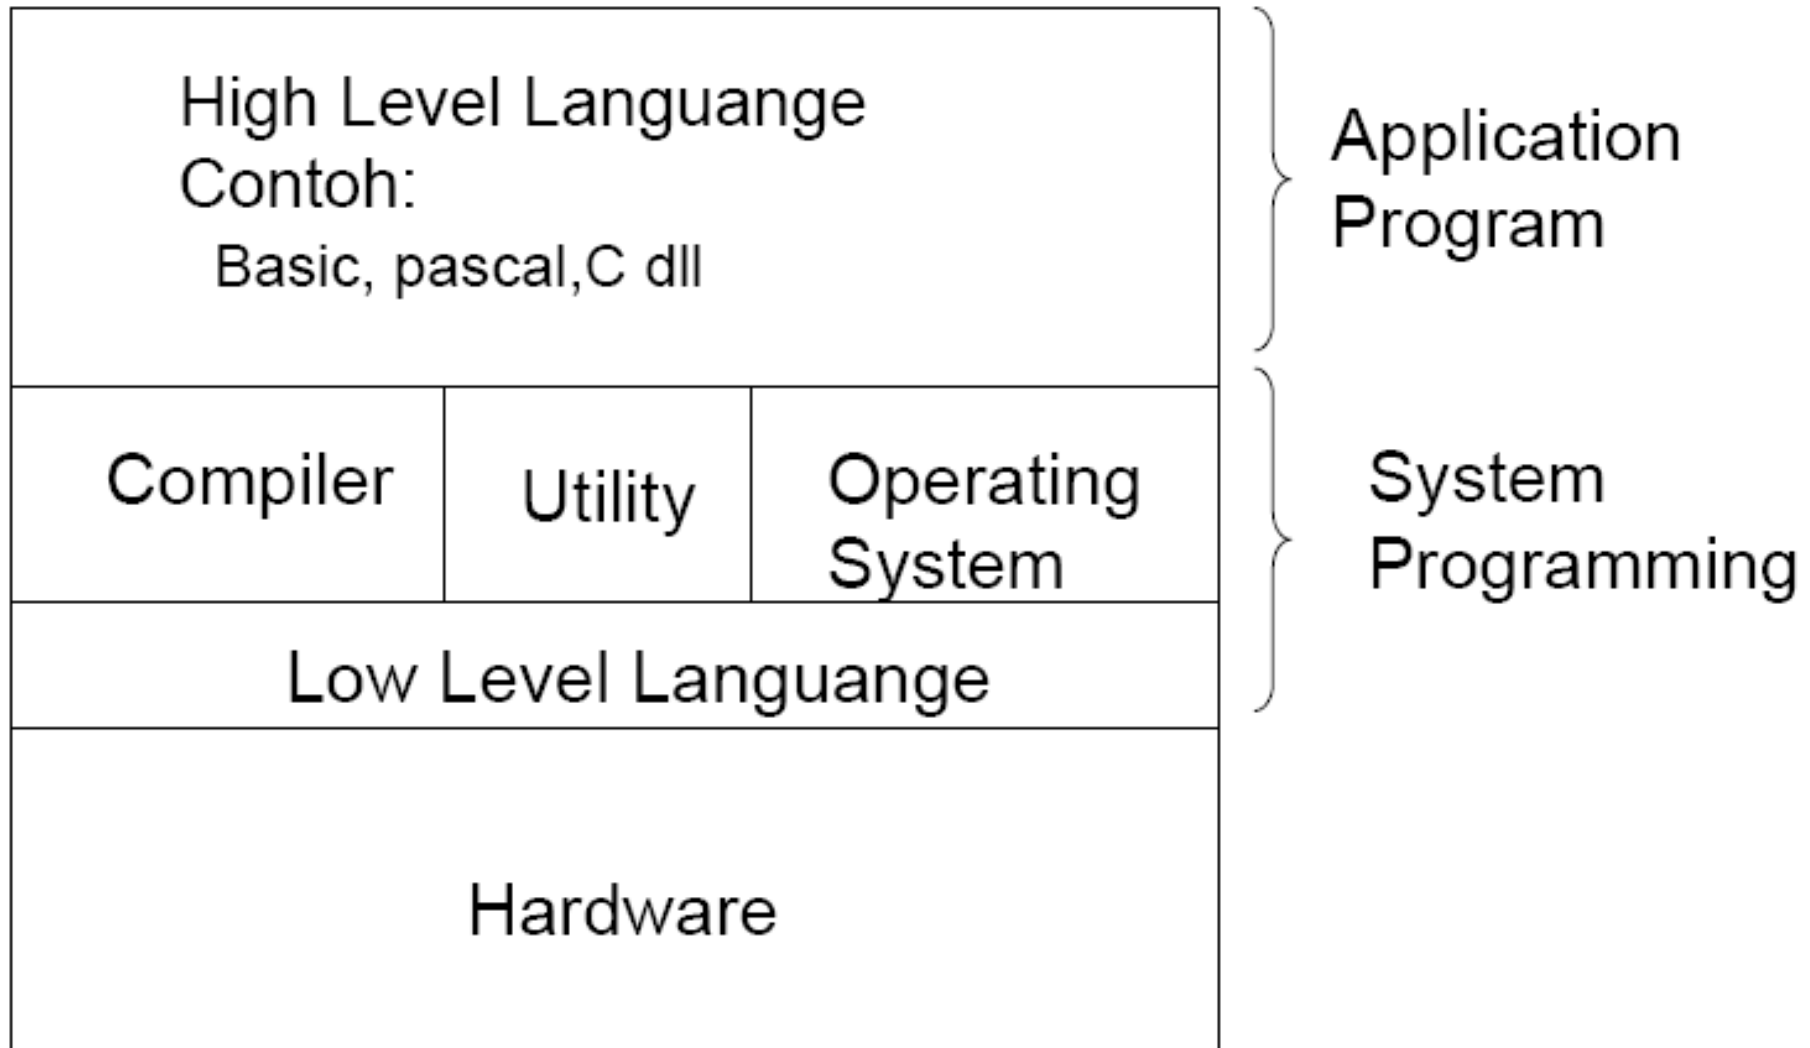 High Level Languange
Contoh:
Basic, pascal,C dll
Application
Program
Compiler
Utility
Operating
System
System
Programming
Low Level Languange
Hardware